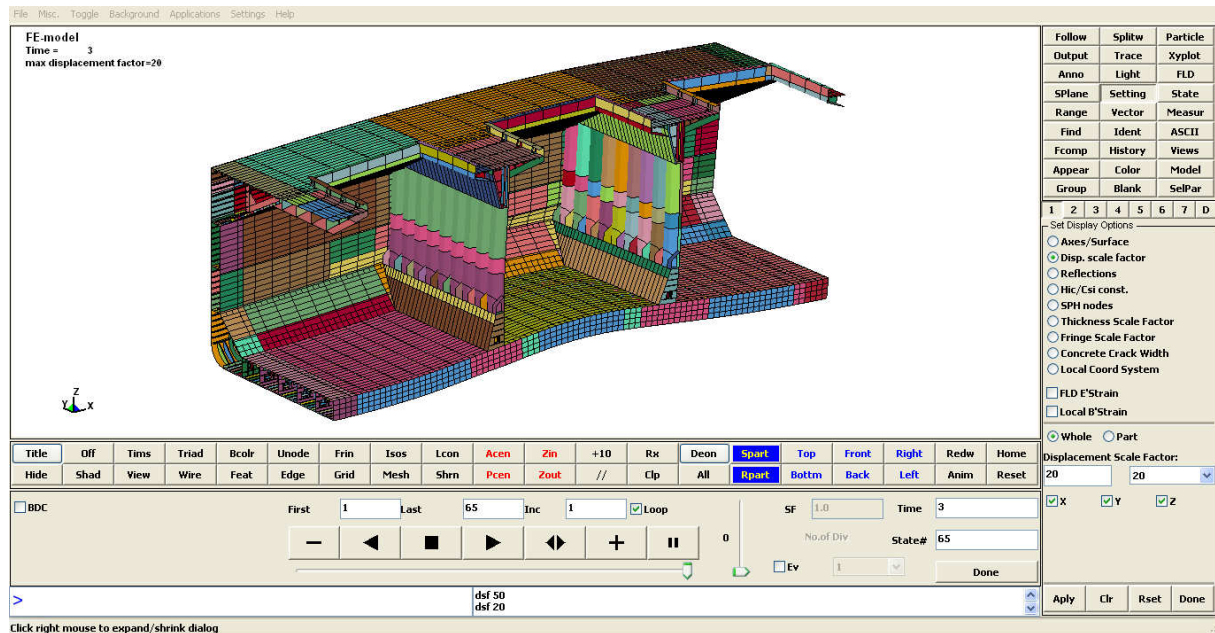 File Misc. Toggle Background Applications Settings Help
FE-model
Time = 3
max displacement factor=20
Z
Y X
Follow Splitw Particle
Output Trace Xyplot
Anno Light FLD
SPlane Setting State
Range Vector Measur
Find Ident ASCII
Fcomp History Views
Appear Color Model
Group Blank SelPar
1 2 3 4 5 6 7 D
Set Display Options
Axes/Surface
Disp. scale factor
Reflections
Hic/Csi const.
SPH nodes
Thickness Scale Factor
Fringe Scale Factor
Concrete Crack Width
Local Coord System
FLD E'Strain
Local B'Strain
Whole Part
Displacement Scale Factor:
20 20
X Y Z
Aply Clr Rset Done
Title Off Tims Triad Bcolr Unode Frin Isos Lcon Acen Zin +10 Rx Deon Spart Top Front Right Redw Home
Hide Shad View Wire Feat Edge Grid Mesh Shrn Pcen Zout // Clp All Rpart Bottm Back Left Anim Reset
BDC First 1 Last 65 Inc 1 Loop SF 1.0 Time 3
0 No.of Div State# 65
Ev 1 Done
> dsf 50
dsf 20
Click right mouse to expand/shrink dialog